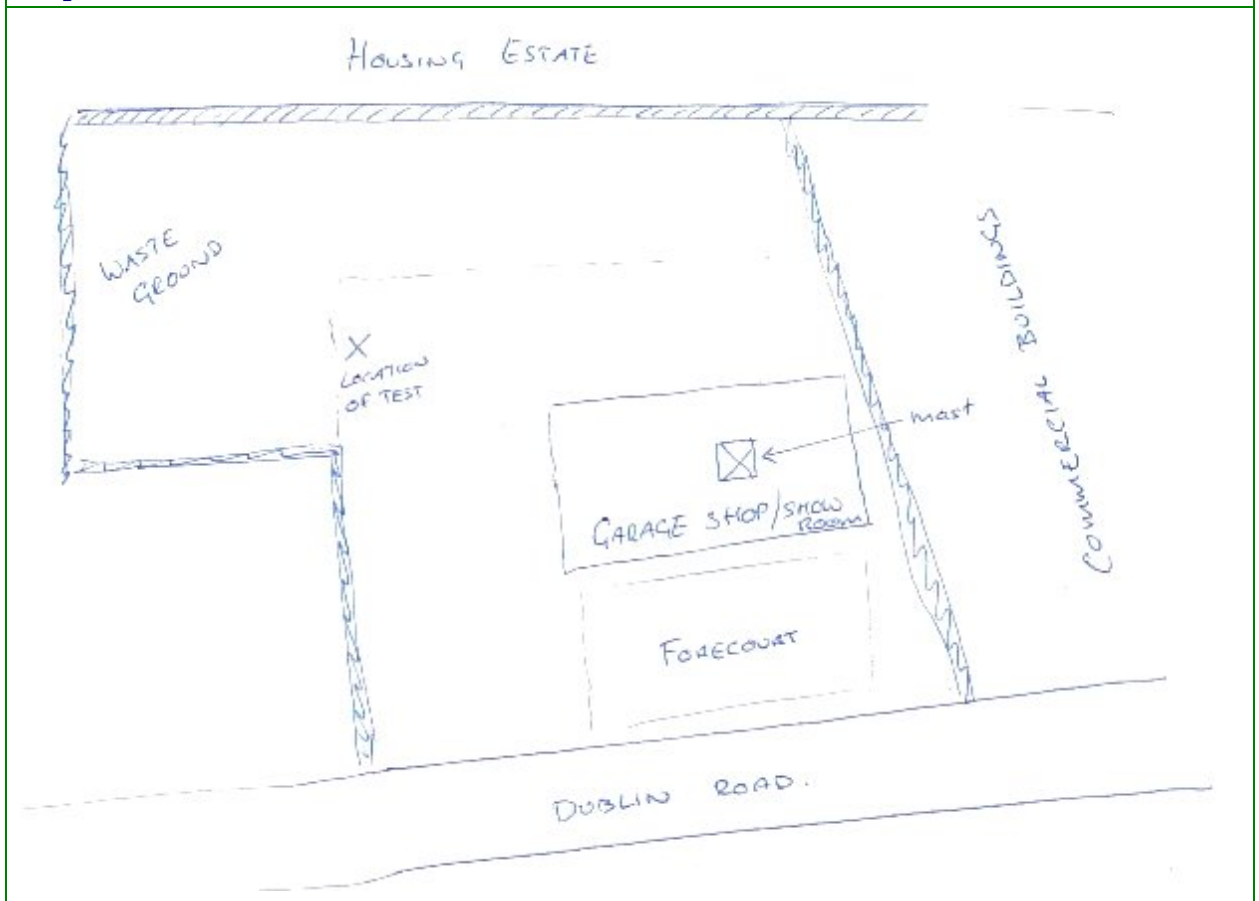 HOUSING ESTATE
WASTE
GROUND
X
LOCATION
OF TEST
mast
GARAGE SHOP/SHOW
ROOM
COMMERCIAL BUILDINGS
FORECOURT
DUBLIN ROAD.